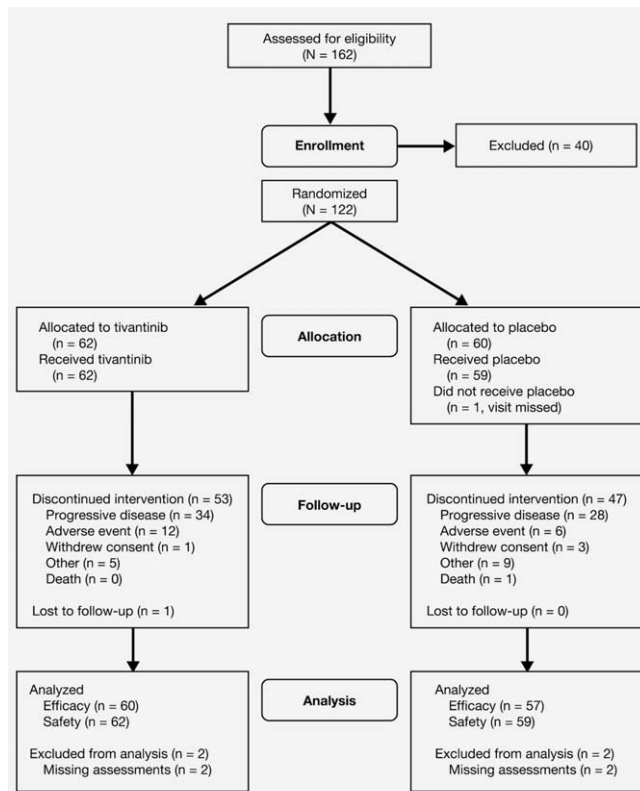 Assessed for eligibility
(N = 162)
Enrollment
Excluded (n = 40)
Randomized
(N = 122)
Allocated to tivantinib
(n = 62)
Received tivantinib
(n = 62)
Allocation
Allocated to placebo
(n = 60)
Received placebo
(n = 59)
Did not receive placebo
(n = 1, visit missed)
Discontinued intervention (n = 53)
Progressive disease (n = 34)
Adverse event (n = 12)
Withdrew consent (n = 1)
Other (n = 5)
Death (n = 0)
Lost to follow-up (n = 1)
Follow-up
Discontinued intervention (n = 47)
Progressive disease (n = 28)
Adverse event (n = 6)
Withdrew consent (n = 3)
Other (n = 9)
Death (n = 1)
Lost to follow-up (n = 0)
Analyzed
Efficacy (n = 60)
Safety (n = 62)
Excluded from analysis (n = 2)
Missing assessments (n = 2)
Analysis
Analyzed
Efficacy (n = 57)
Safety (n = 59)
Excluded from analysis (n = 2)
Missing assessments (n = 2)